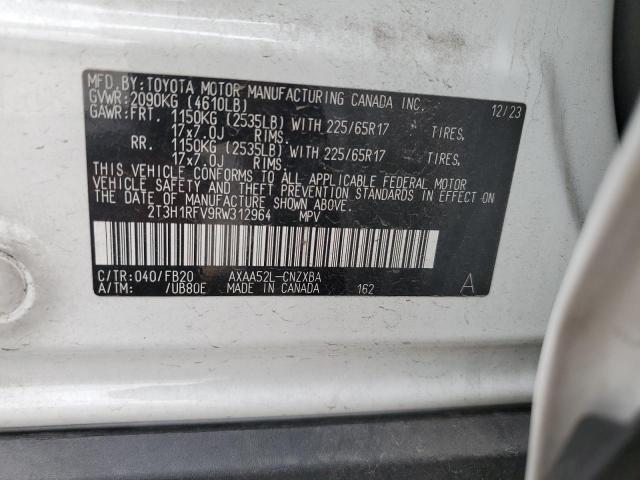 MFD.BY:TOYOTA MOTOR MANUFACTURING CANADA INC. 12/23
GVWR:2090KG (4610LB)
GAWR:FRT. 1150KG (2535LB) WITH 225/65R17 TIRES,
17x7.0J RIMS.
RR. 1150KG (2535LB) WITH 225/65R17 TIRES,
17x7.0J RIMS.
THIS VEHICLE CONFORMS TO ALL APPLICABLE FEDERAL MOTOR
VEHICLE SAFETY AND THEFT PREVENTION STANDARDS IN EFFECT ON
THE DATE OF MANUFACTURE SHOWN ABOVE.
2T3H1RFV9RW312964 MPV
C/TR:040/FB20 AXAA52L-CNZXBA
A/TM: /UB80E MADE IN CANADA 162 A